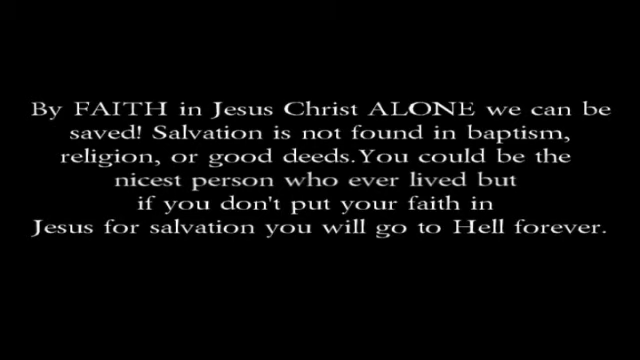 By FAITH in Jesus Christ ALONE we can be
saved! Salvation is not found in baptism,
religion, or good deeds.You could be the
nicest person who ever lived but
if you don't put your faith in
Jesus for salvation you will go to Hell forever.